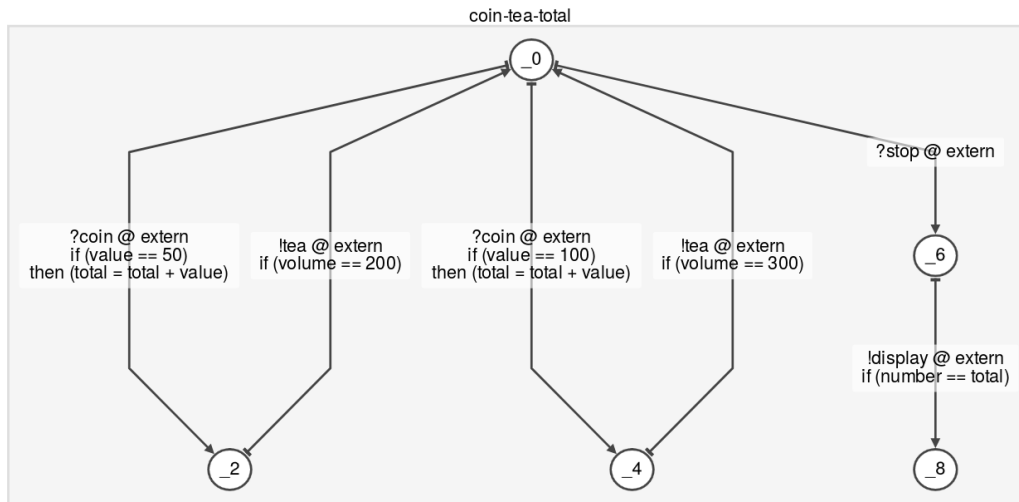 coin-tea-total
_0
?stop @ extern
?coin @ extern
if (value == 50)
then (total = total + value)
!tea @ extern
if (volume == 200)
?coin @ extern
if (value == 100)
then (total = total + value)
!tea @ extern
if (volume == 300)
_6
!display @ extern
if (number == total)
_2
_4
_8